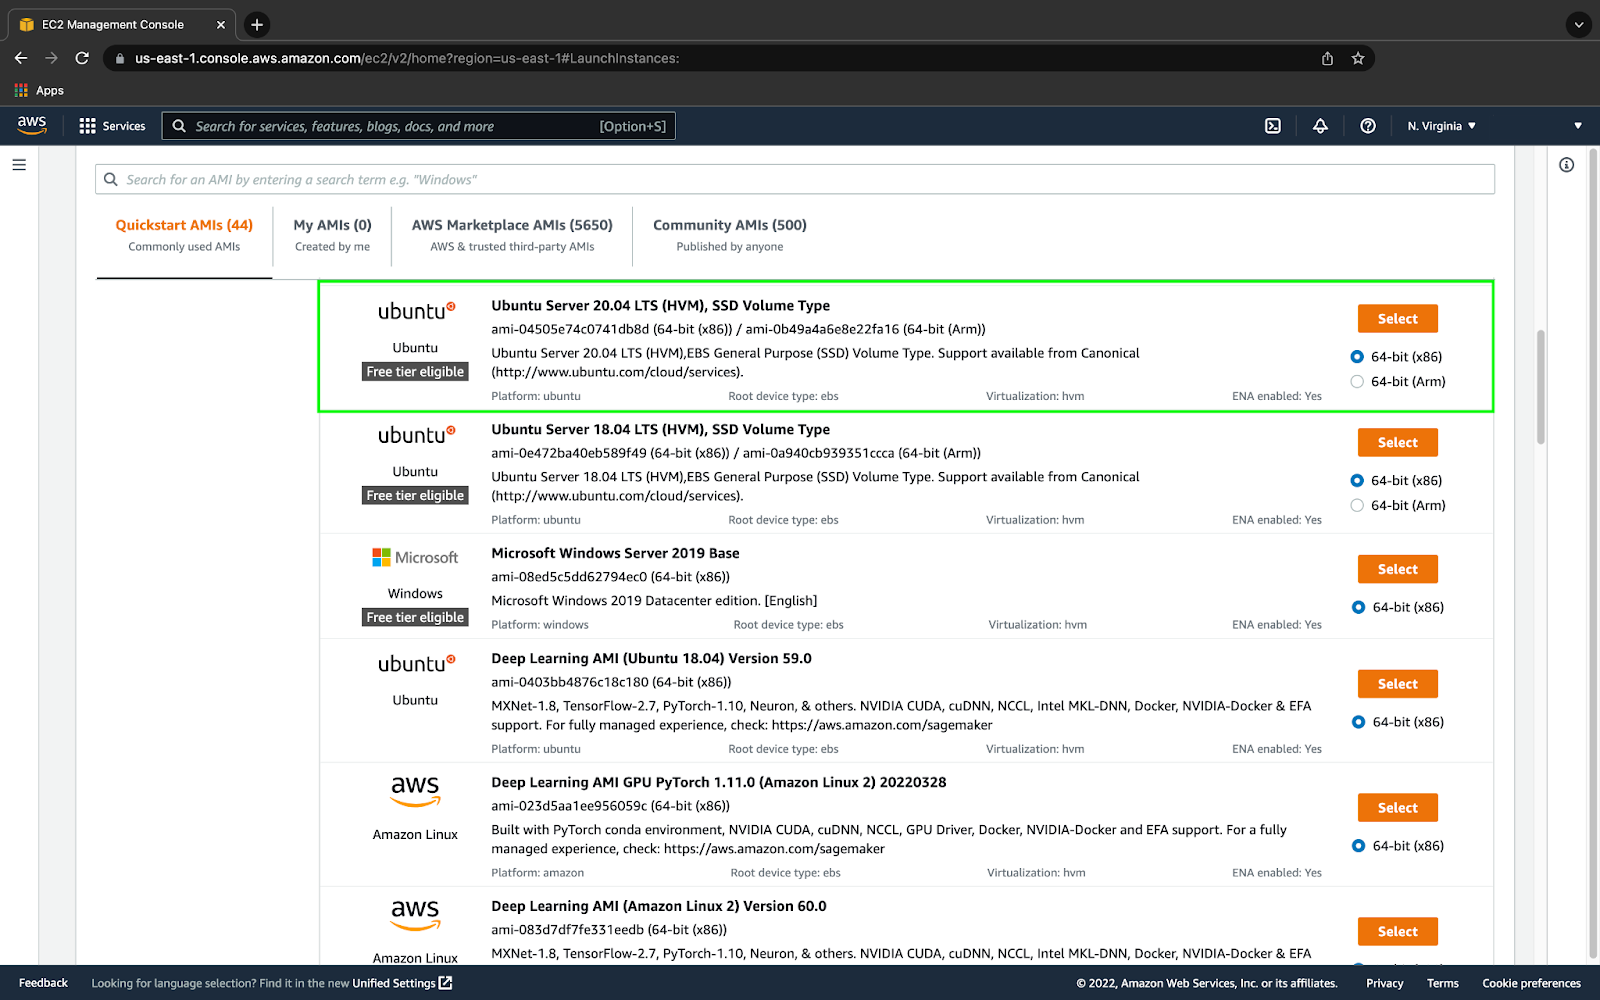 EC2 Management Console
us-east-1.console.aws.amazon.com/ec2/v2/home?region=us-east-1#LaunchInstances:
Apps
aws Services Search for services, features, blogs, docs, and more [Option+S] N. Virginia
Search for an AMI by entering a search term e.g. "Windows"
Quickstart AMIs (44) My AMIs (0) AWS Marketplace AMIs (5650) Community AMIs (500)
Commonly used AMIs Created by me AWS & trusted third-party AMIs Published by anyone
ubuntu
Ubuntu
Free tier eligible
Ubuntu Server 20.04 LTS (HVM), SSD Volume Type
ami-04505e74c0741db8d (64-bit (x86)) / ami-0b49a4a6e8e22fa16 (64-bit (Arm))
Ubuntu Server 20.04 LTS (HVM),EBS General Purpose (SSD) Volume Type. Support available from Canonical
(http://www.ubuntu.com/cloud/services).
Platform: ubuntu Root device type: ebs Virtualization: hvm ENA enabled: Yes
Select
64-bit (x86)
64-bit (Arm)
ubuntu
Ubuntu
Free tier eligible
Ubuntu Server 18.04 LTS (HVM), SSD Volume Type
ami-0e472ba40eb589f49 (64-bit (x86)) / ami-0a940cb939351ccca (64-bit (Arm))
Ubuntu Server 18.04 LTS (HVM),EBS General Purpose (SSD) Volume Type. Support available from Canonical
(http://www.ubuntu.com/cloud/services).
Platform: ubuntu Root device type: ebs Virtualization: hvm ENA enabled: Yes
Select
64-bit (x86)
64-bit (Arm)
Microsoft
Windows
Free tier eligible
Microsoft Windows Server 2019 Base
ami-08ed5c5dd62794ec0 (64-bit (x86))
Microsoft Windows 2019 Datacenter edition. [English]
Platform: windows Root device type: ebs Virtualization: hvm ENA enabled: Yes
Select
64-bit (x86)
ubuntu
Ubuntu
Deep Learning AMI (Ubuntu 18.04) Version 59.0
ami-0403bb4876c18c180 (64-bit (x86))
MXNet-1.8, TensorFlow-2.7, PyTorch-1.10, Neuron, & others. NVIDIA CUDA, cuDNN, NCCL, Intel MKL-DNN, Docker, NVIDIA-Docker & EFA
support. For fully managed experience, check: https://aws.amazon.com/sagemaker
Platform: ubuntu Root device type: ebs Virtualization: hvm ENA enabled: Yes
Select
64-bit (x86)
aws
Amazon Linux
Deep Learning AMI GPU PyTorch 1.11.0 (Amazon Linux 2) 20220328
ami-023d5aa1ee956059c (64-bit (x86))
Built with PyTorch conda environment, NVIDIA CUDA, cuDNN, NCCL, GPU Driver, Docker, NVIDIA-Docker and EFA support. For a fully
managed experience, check: https://aws.amazon.com/sagemaker
Platform: amazon Root device type: ebs Virtualization: hvm ENA enabled: Yes
Select
64-bit (x86)
aws
Amazon Linux
Deep Learning AMI (Amazon Linux 2) Version 60.0
ami-083d7df7fe331eedb (64-bit (x86))
MXNet-1.8, TensorFlow-2.7, PyTorch-1.10, Neuron, & others. NVIDIA CUDA, cuDNN, NCCL, Intel MKL-DNN, Docker, NVIDIA-Docker & EFA
Select
Feedback Looking for language selection? Find it in the new Unified Settings © 2022, Amazon Web Services, Inc. or its affiliates. Privacy Terms Cookie preferences